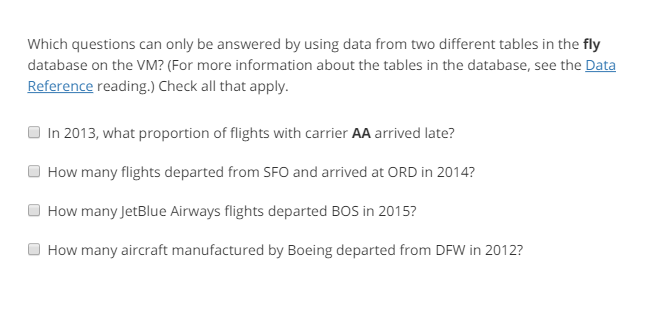 Which questions can only be answered by using data from two different tables in the fly
database on the VM? (For more information about the tables in the database, see the Data
Reference reading.) Check all that apply.
In 2013, what proportion of flights with carrier AA arrived late?
How many flights departed from SFO and arrived at ORD in 2014?
How many JetBlue Airways flights departed BOS in 2015?
How many aircraft manufactured by Boeing departed from DFW in 2012?